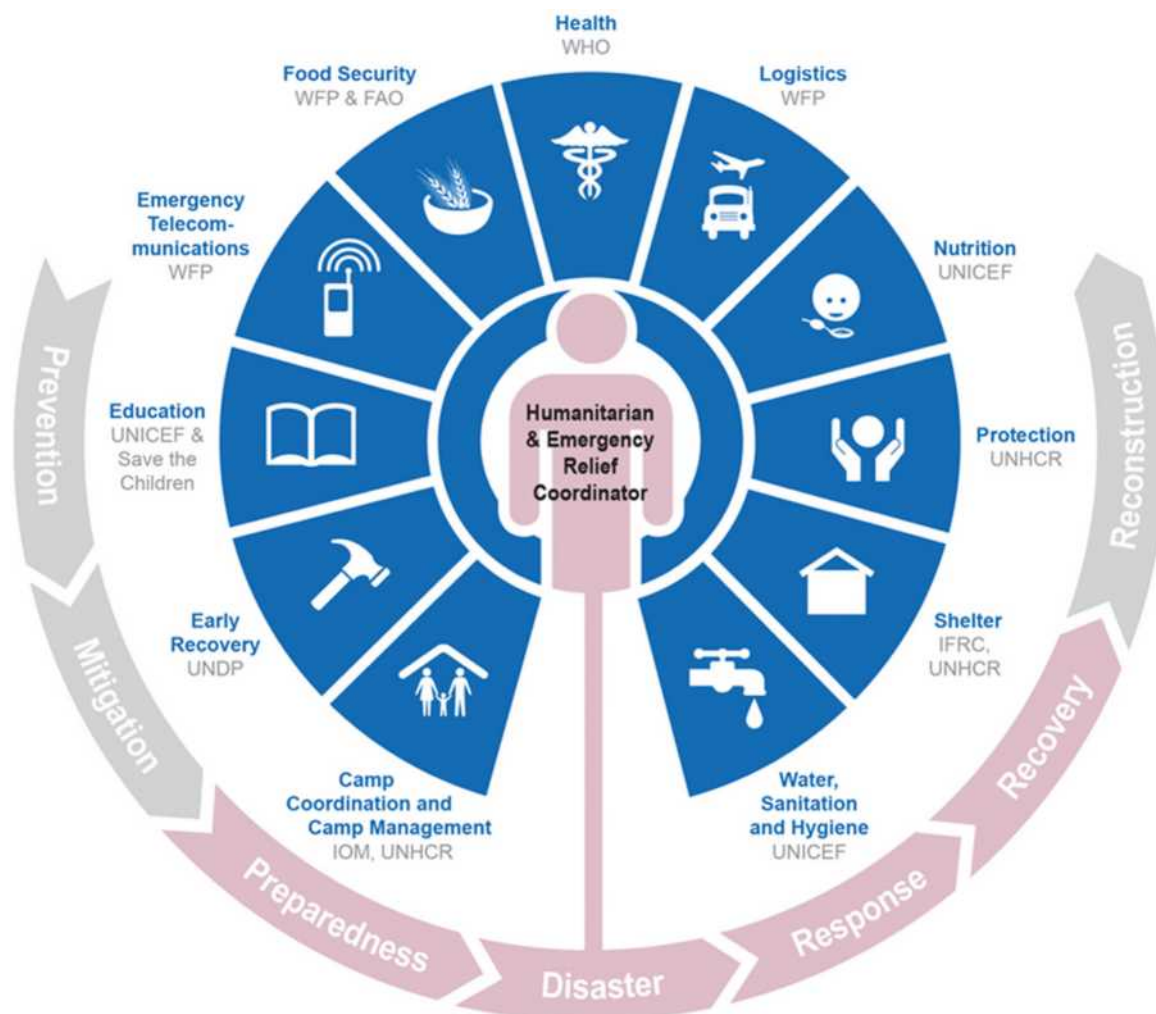 Health
WHO
Logistics
WFP
Food Security
WFP & FAO
Emergency
Telecom-
munications
WFP
Nutrition
UNICEF
Education
UNICEF &
Save the
Children
Protection
UNHCR
Humanitarian
& Emergency
Relief
Coordinator
Early
Recovery
UNDP
Shelter
IFRC,
UNHCR
Camp
Coordination and
Camp Management
IOM, UNHCR
Water,
Sanitation
and Hygiene
UNICEF
Prevention
Mitigation
Preparedness
Disaster
Response
Recovery
Reconstruction